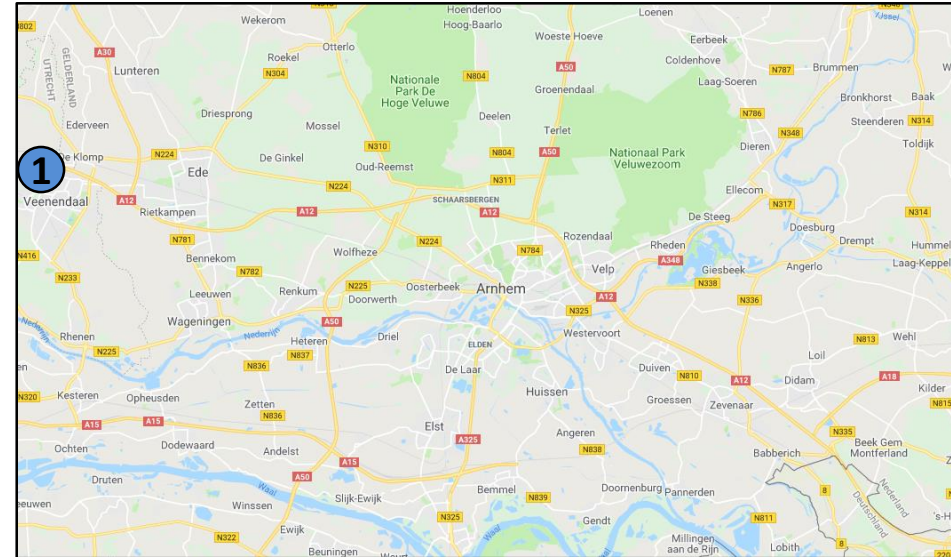 Hoenderloo
Loenen
Wekerom
Hoog-Baarlo
Woeste Hoeve
IJssel
Eerbeek
Otterlo
A30
Roekel
Coldenhove
Lunteren
N304
N804
A50
N787
Brummen
Nationale
Park De
Hoge Veluwe
Groenendaal
Laag-Soeren
GELDERLAND
UTRECHT
Bronkhorst
Baak
Driesprong
Deelen
N786
Ederveen
Mossel
Terlet
Steenderen
N314
N348
Toldijk
N310
N804
A50
Dieren
De Klomp
N224
De Ginkel
Nationaal Park
Veluwezoom
1
Ede
Oud-Reemst
N311
N224
Ellecom
Veenendaal
A12
SCHAARSBERGEN
N317
Rietkampen
A12
A12
De Steeg
N314
Doesburg
N781
N224
Rozendaal
Rheden
Drempt
Hummel
N416
Bennekom
Wolfheze
N784
A348
Laag-Keppel
N233
N782
Velp
Giesbeek
Angerlo
N225
Oosterbeek
Arnhem
N338
Leeuwen
Renkum
Doorwerth
A12
N336
N325
Wageningen
A50
Nederrijn
Nederrijn
Rhenen
Heteren
Driel
ELDEN
Westervoort
N813
Wehl
N225
N837
Loil
N836
De Laar
Duiven
N810
A12
Didam
A18
Kilder
N320
Kesteren
Opheusden
Huissen
Groessen
Zevenaar
N815
Zetten
N836
A15
A15
Elst
Angeren
N335
A325
Beek Gem
Montferland
Ochten
Dodewaard
Andelst
N838
Babberich
A15
A50
Druten
Waal
Bemmel
Doornenburg
Pannerden
8
Slijk-Ewijk
N839
Nederland
Deutschland
Winssen
N325
Gendt
N811
Waal
N322
Ewijk
Millingen
aan de Rijn
8
Beuningen
Lobith